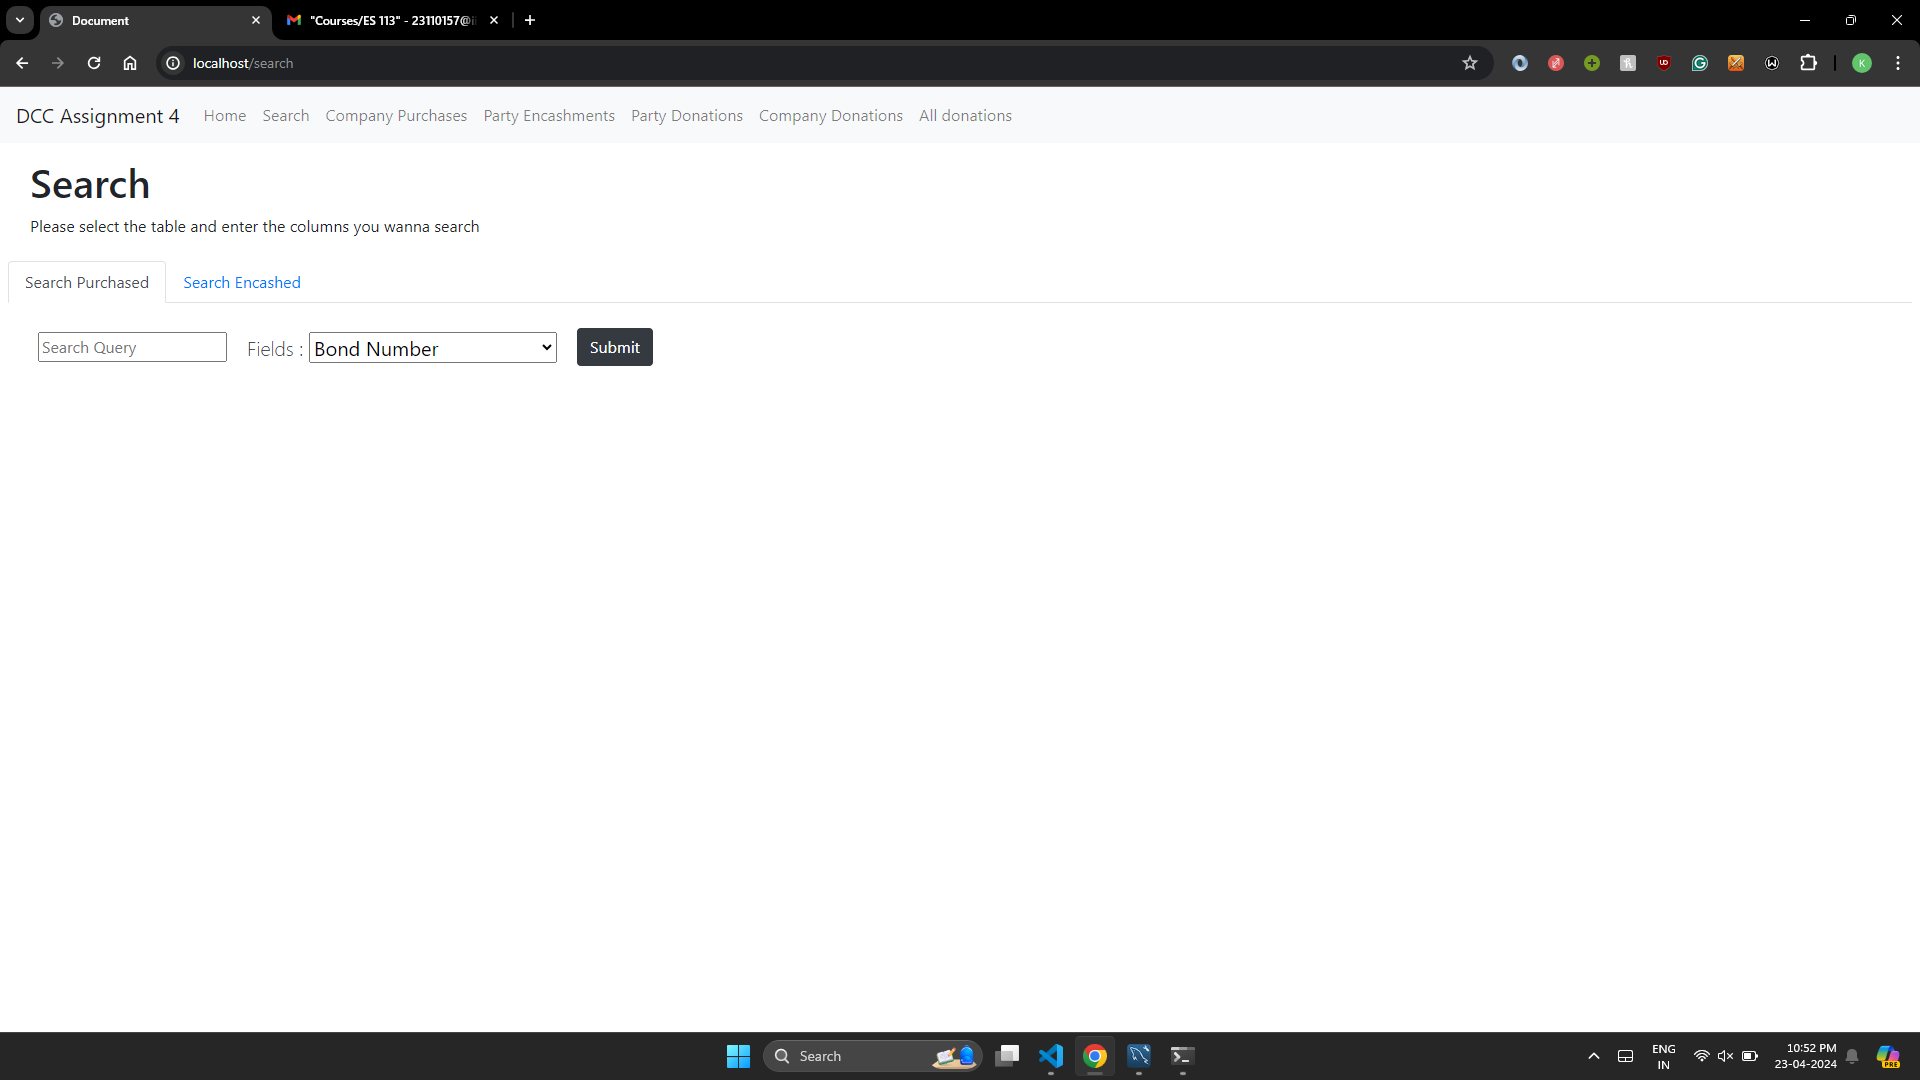 Document
"Courses/ES 113" - 23110157@ii
localhost/search
K
DCC Assignment 4 Home Search Company Purchases Party Encashments Party Donations Company Donations All donations
Search
Please select the table and enter the columns you wanna search
Search Purchased Search Encashed
Search Query Fields : Bond Number Submit
Search
ENG
IN
10:52 PM
23-04-2024
PRE